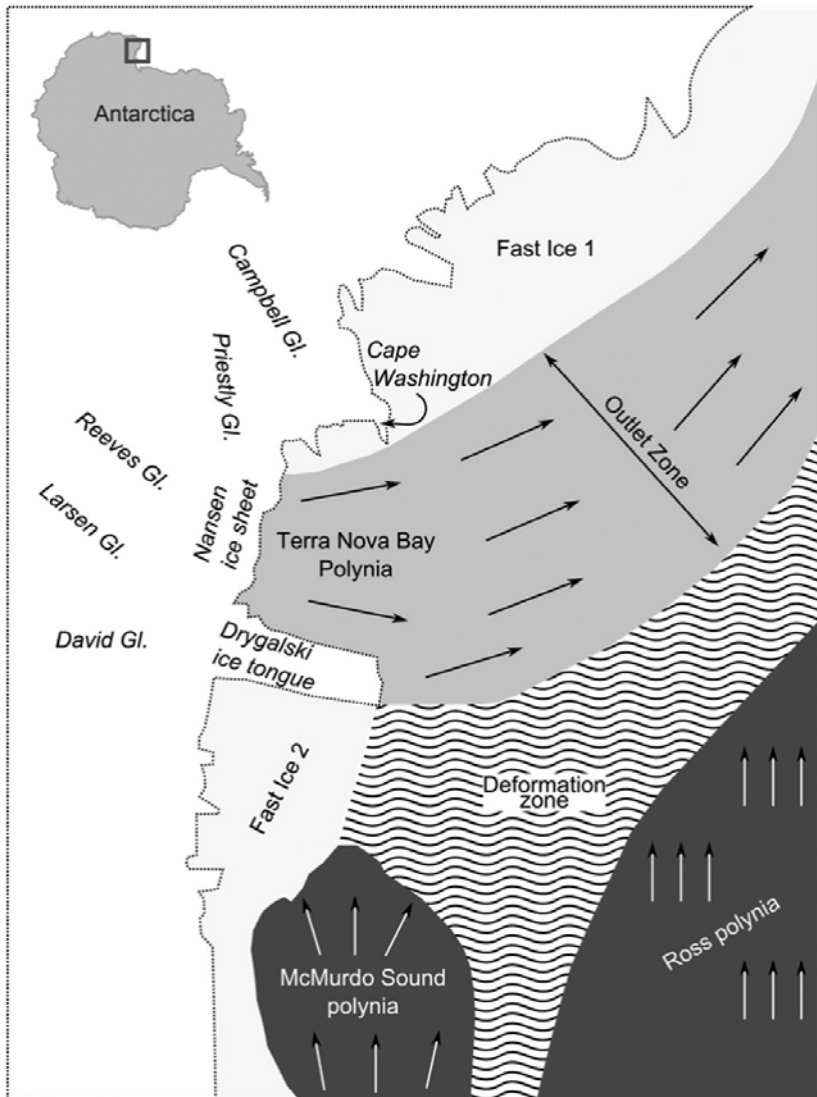 Antarctica
Fast Ice 1
Campbell Gl.
Priestly Gl.
Cape
Washington
Reeves Gl.
Larsen Gl.
Nansen
ice sheet
Outlet Zone
Terra Nova Bay
Polynia
David Gl.
Drygalski
ice tongue
Fast Ice 2
Deformation
zone
Ross polynia
McMurdo Sound
polynia